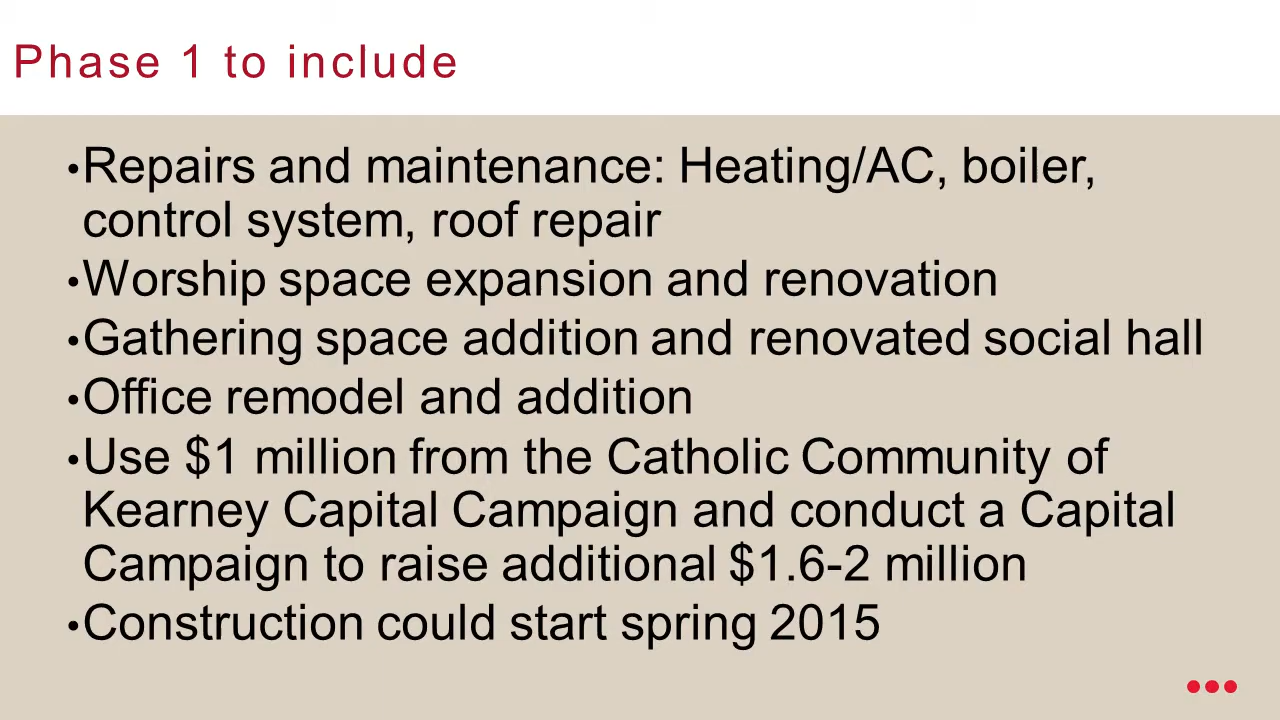 Phase 1 to include
•Repairs and maintenance: Heating/AC, boiler,
control system, roof repair
•Worship space expansion and renovation
•Gathering space addition and renovated social hall
•Office remodel and addition
•Use $1 million from the Catholic Community of
Kearney Capital Campaign and conduct a Capital
Campaign to raise additional $1.6-2 million
•Construction could start spring 2015